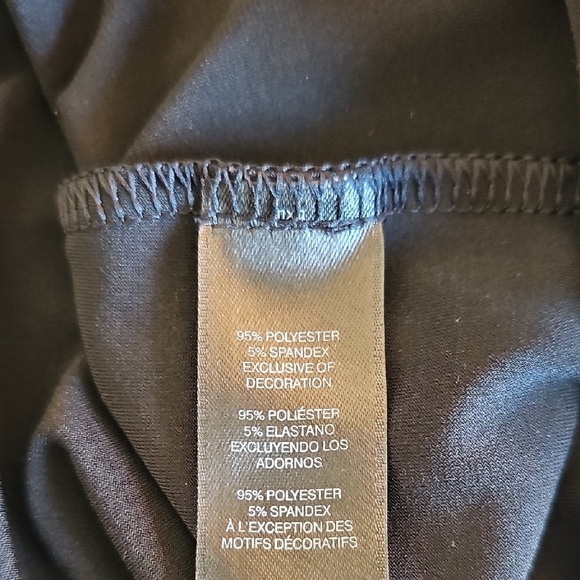 95% POLYESTER
5% SPANDEX
EXCLUSIVE OF
DECORATION
95% POLIÉSTER
5% ELASTANO
EXCLUYENDO LOS
ADORNOS
95% POLYESTER
5% SPANDEX
À L'EXCEPTION DES
MOTIFS DÉCORATIFS